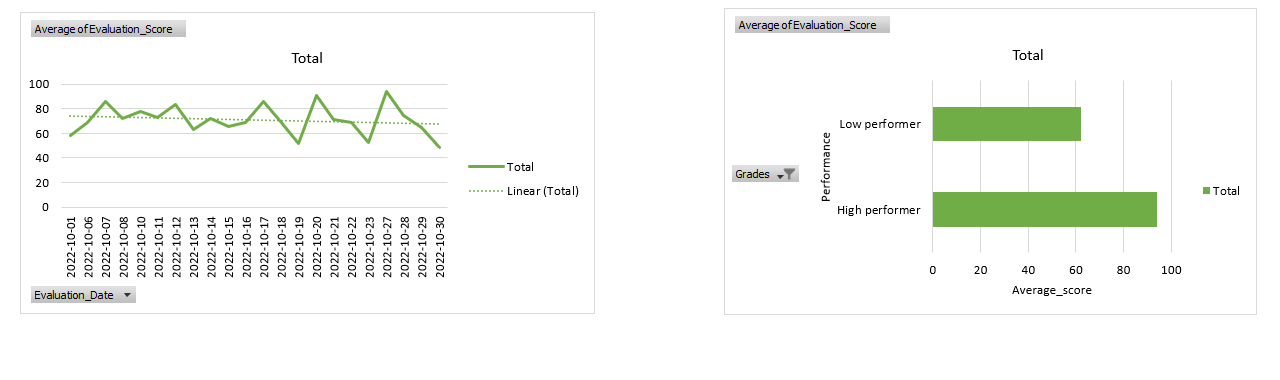 Average of Evaluation_Score
Total
100
80
60
40
20
0
2022-10-01
2022-10-06
2022-10-07
2022-10-08
2022-10-10
2022-10-11
2022-10-12
2022-10-13
2022-10-14
2022-10-15
2022-10-16
2022-10-17
2022-10-18
2022-10-19
2022-10-20
2022-10-21
2022-10-22
2022-10-23
2022-10-27
2022-10-28
2022-10-29
2022-10-30
Total
Linear (Total)
Evaluation_Date
Average of Evaluation_Score
Total
Grades
Performance
Low performer
High performer
0 20 40 60 80 100
Average_score
Total